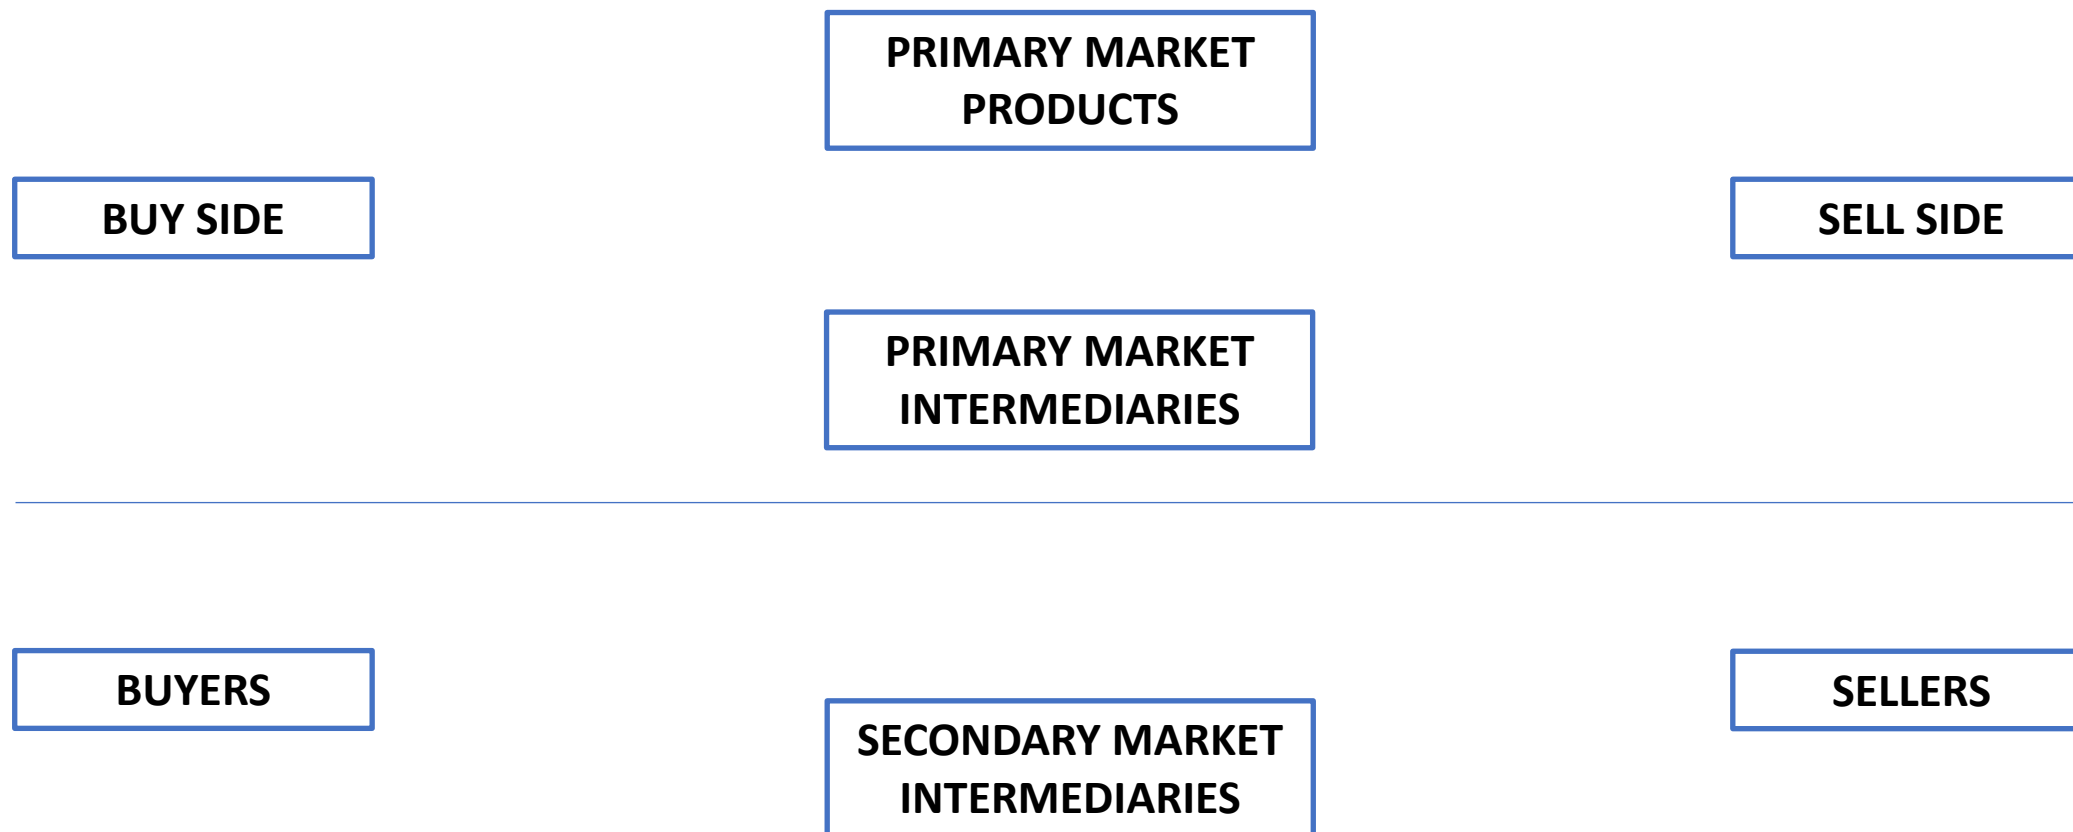 PRIMARY MARKET
PRODUCTS
BUY SIDE
SELL SIDE
PRIMARY MARKET
INTERMEDIARIES
BUYERS
SELLERS
SECONDARY MARKET
INTERMEDIARIES